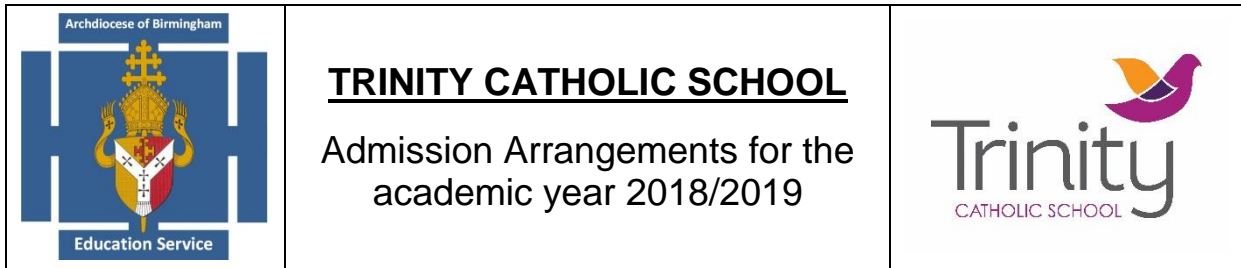 Archdiocese of Birmingham
Education Service
TRINITY CATHOLIC SCHOOL
Admission Arrangements for the
academic year 2018/2019
Trinity
CATHOLIC SCHOOL